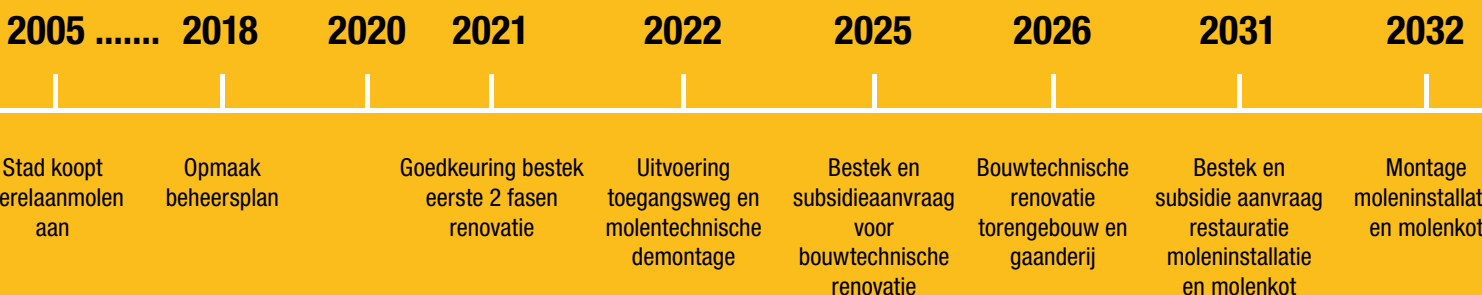 2005 ....... 2018 2020 2021 2022 2025 2026 2031 2032
Stad koopt
erelaanmolen
aan
Opmaak
beheersplan
Goedkeuring bestek
eerste 2 fasen
renovatie
Uitvoering
toegangsweg en
molentechnische
demontage
Bestek en
subsidieaanvraag
voor
bouwtechnische
renovatie
Bouwtechnische
renovatie
torengebouw en
gaanderij
Bestek en
subsidie aanvraag
restauratie
moleninstallatie
en molenkot
Montage
moleninstallat
en molenkot